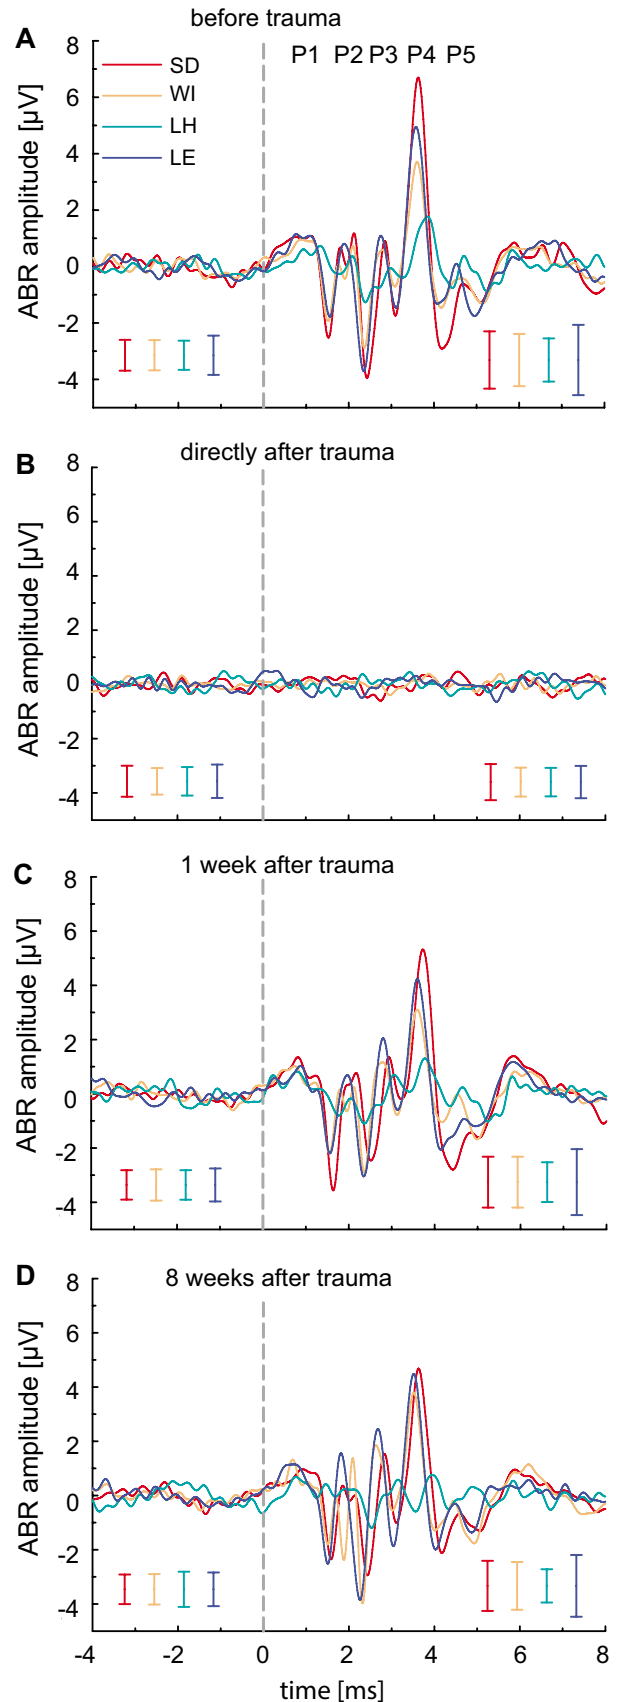 A
before trauma
P1 P2 P3 P4 P5
SD
WI
LH
LE
ABR amplitude [µV]
8
6
4
2
0
-2
-4
B
directly after trauma
ABR amplitude [µV]
8
6
4
2
0
-2
-4
C
1 week after trauma
ABR amplitude [µV]
8
6
4
2
0
-2
-4
D
8 weeks after trauma
ABR amplitude [µV]
8
6
4
2
0
-2
-4
-4 -2 0 2 4 6 8
time [ms]